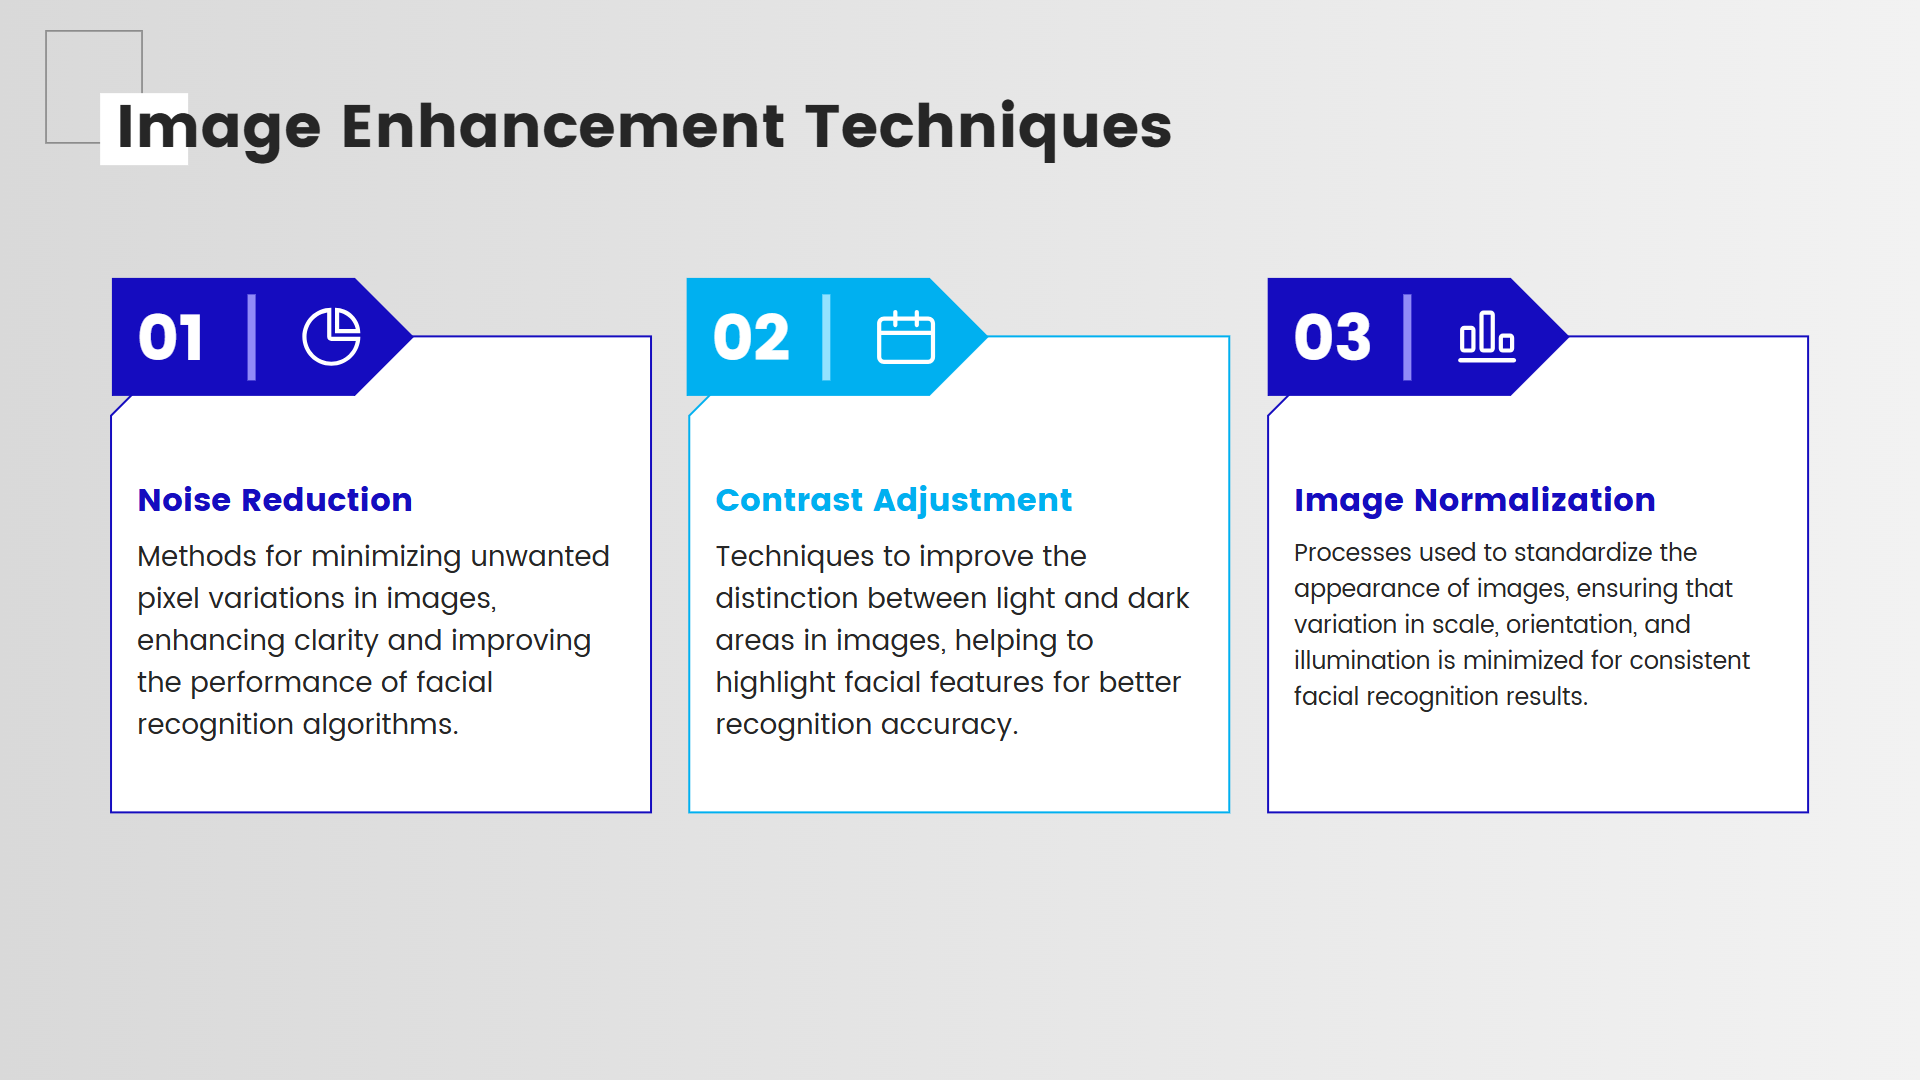 Image Enhancement Techniques
01
02
03
Noise Reduction
Methods for minimizing unwanted
pixel variations in images,
enhancing clarity and improving
the performance of facial
recognition algorithms.
Contrast Adjustment
Techniques to improve the
distinction between light and dark
areas in images, helping to
highlight facial features for better
recognition accuracy.
Image Normalization
Processes used to standardize the
appearance of images, ensuring that
variation in scale, orientation, and
illumination is minimized for consistent
facial recognition results.